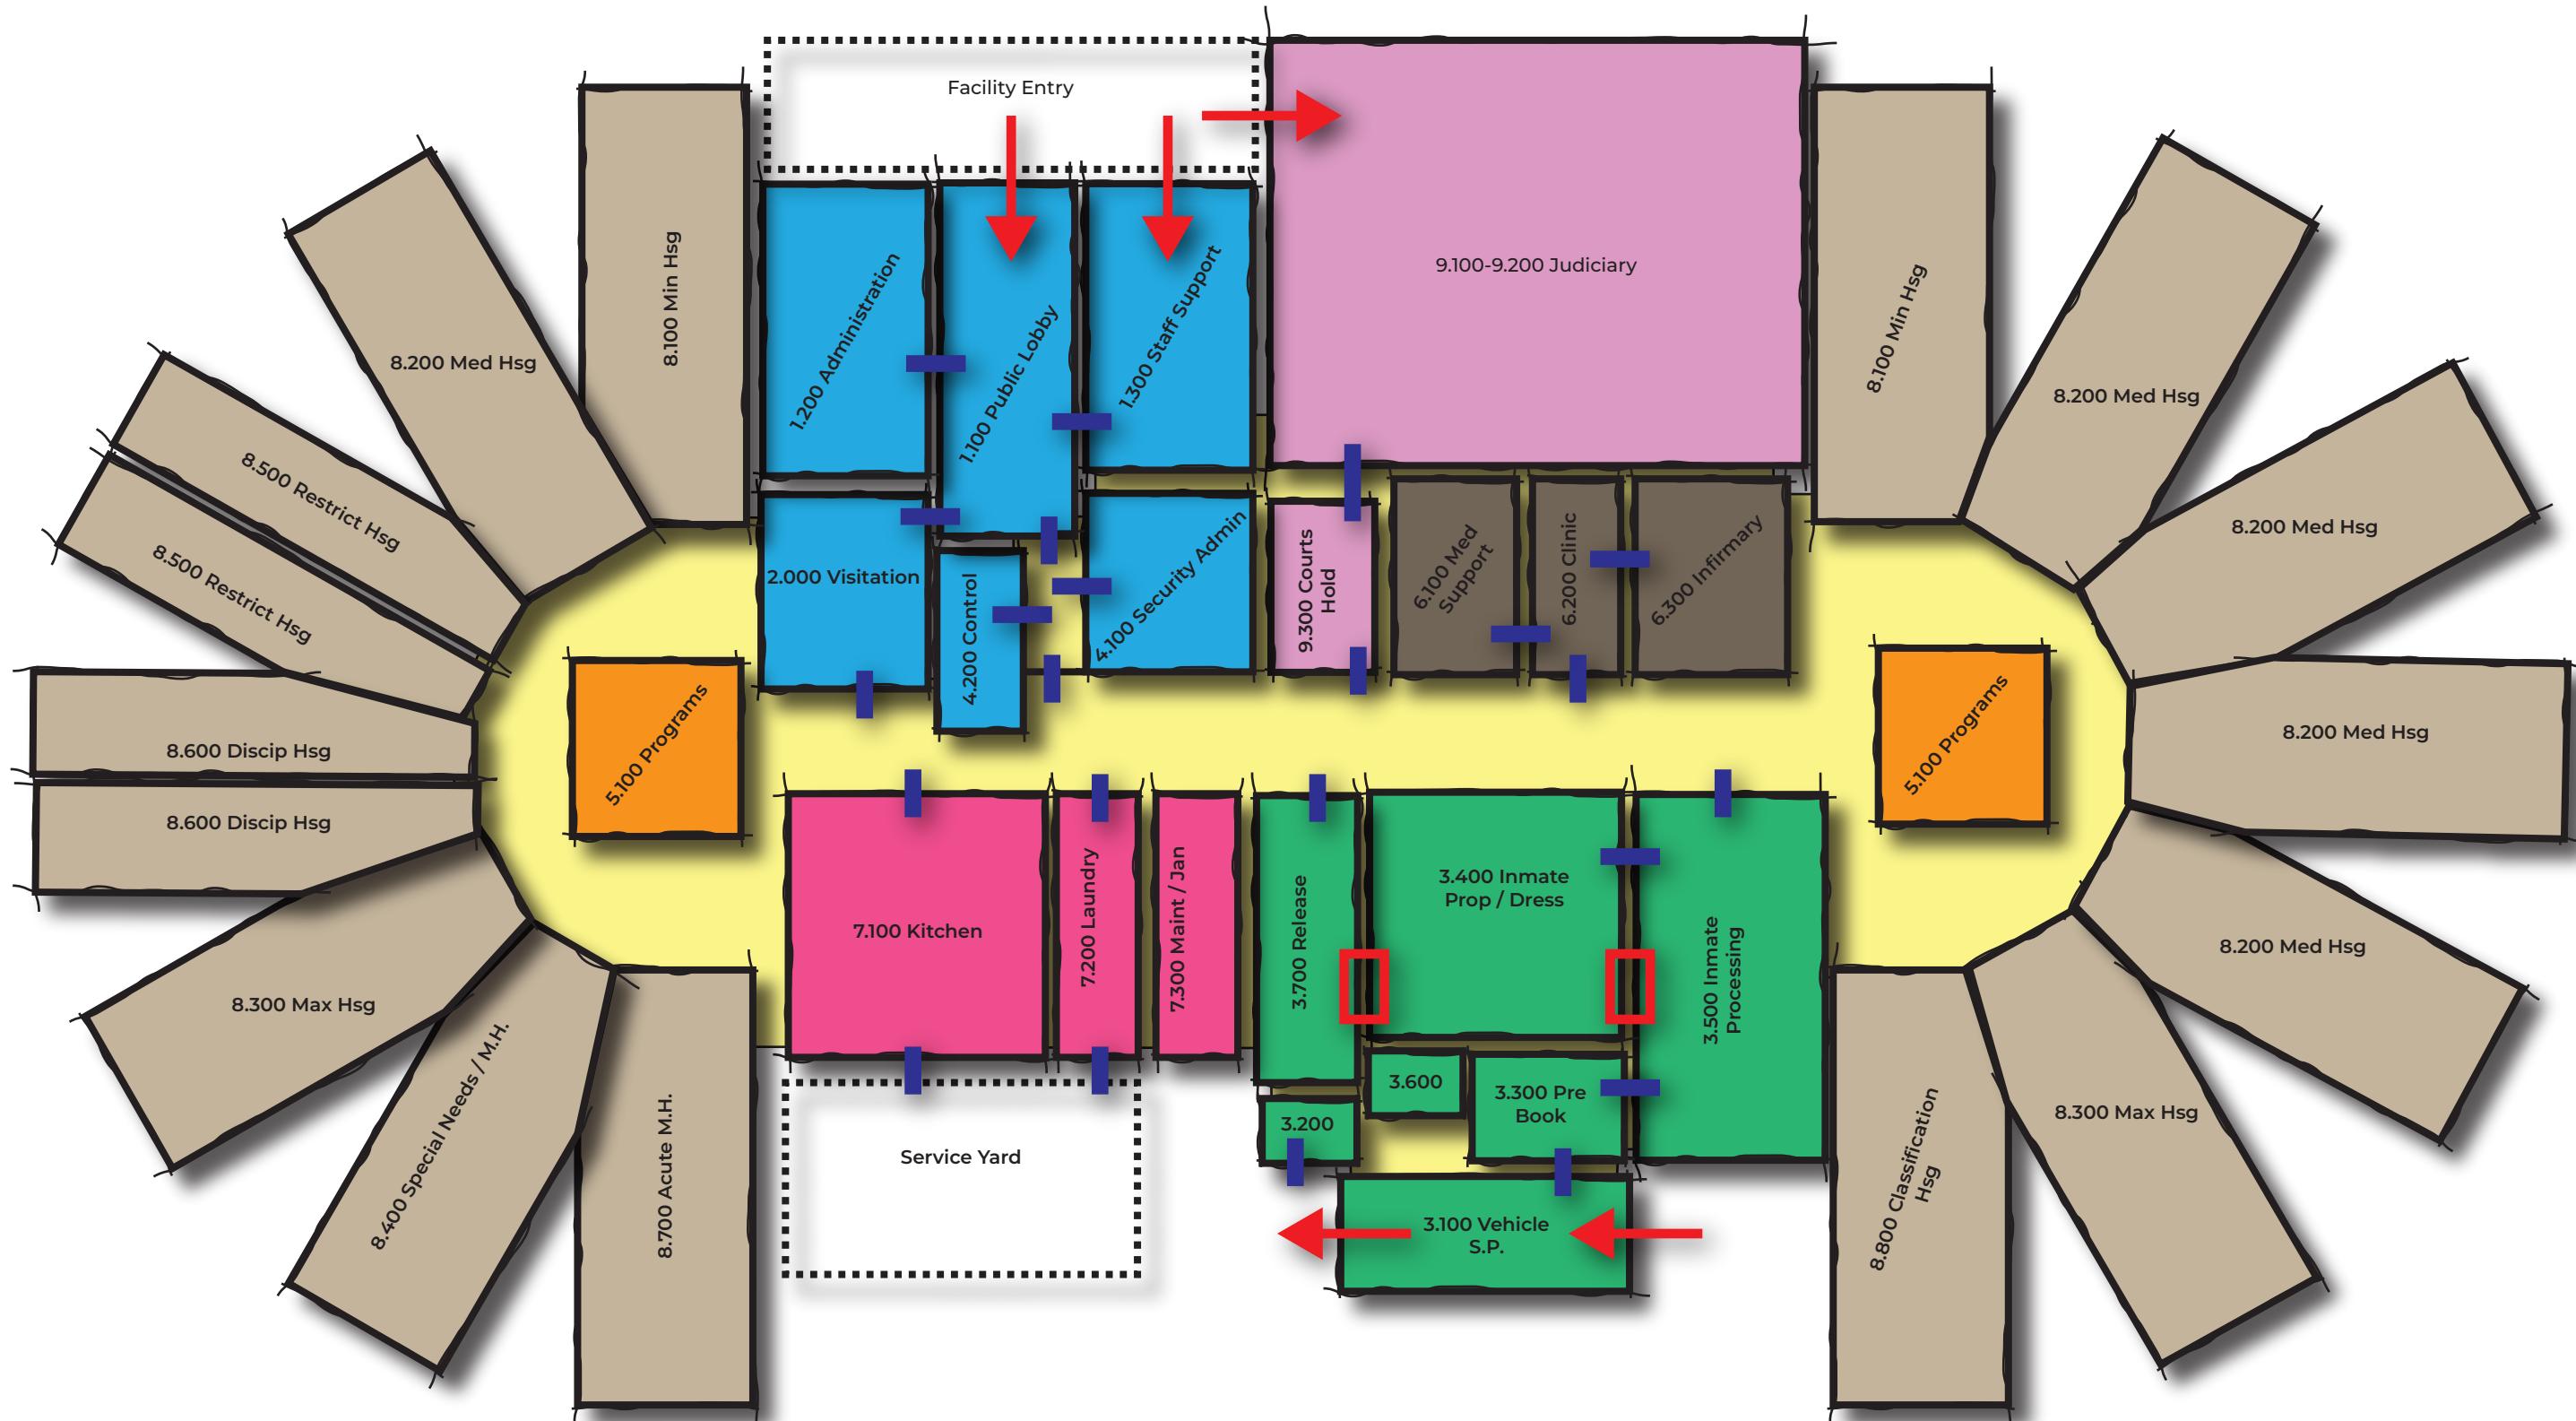 Facility Entry
8.100 Min Hsg
8.200 Med Hsg
8.500 Restrict Hsg
8.500 Restrict Hsg
8.600 Discip Hsg
8.600 Discip Hsg
8.300 Max Hsg
8.400 Special Needs / M.H.
8.700 Acute M.H.
5.100 Programs
1.200 Administration
1.100 Public Lobby
1.300 Staff Support
2.000 Visitation
4.200 Control
4.100 Security Admin
9.100-9.200 Judiciary
9.300 Courts
Hold
6.100 Med
Support
6.200 Clinic
6.300 Infirmary
7.100 Kitchen
7.200 Laundry
7.300 Maint / Jan
Service Yard
3.700 Release
3.400 Inmate
Prop / Dress
3.500 Inmate
Processing
3.600
3.300 Pre
Book
3.200
3.100 Vehicle
S.P.
5.100 Programs
8.100 Min Hsg
8.200 Med Hsg
8.200 Med Hsg
8.200 Med Hsg
8.200 Med Hsg
8.300 Max Hsg
8.800 Classification
Hsg